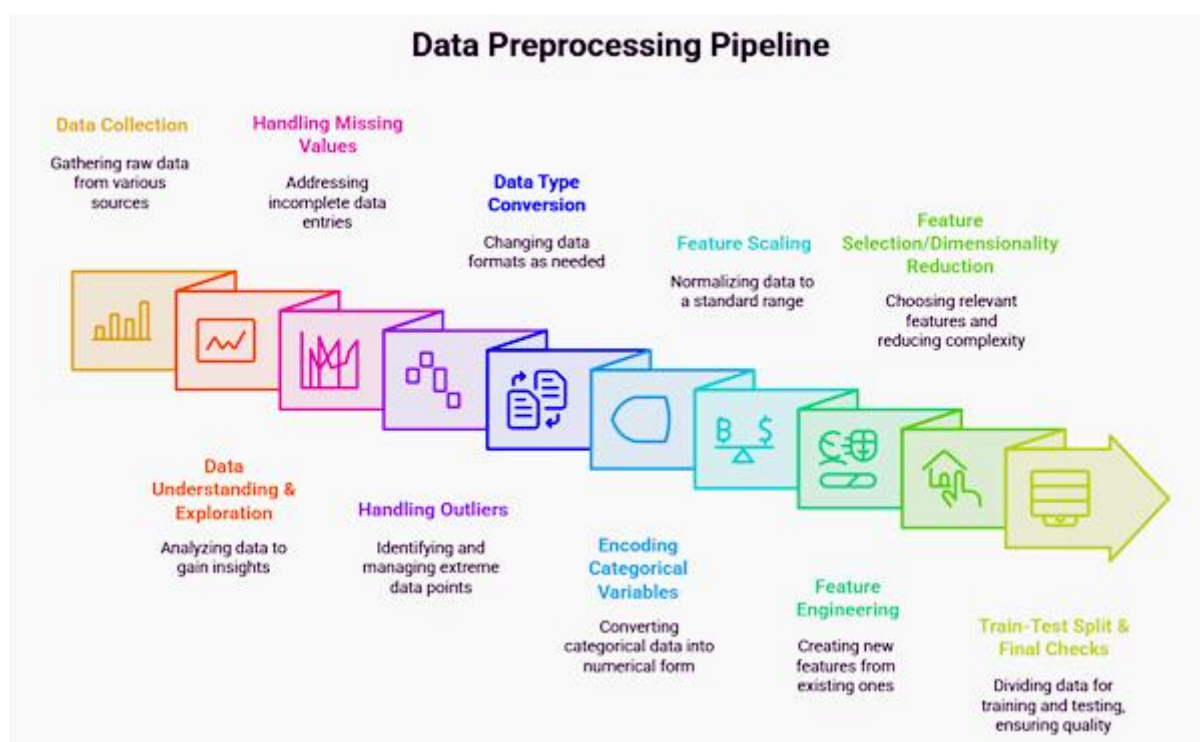 Data Preprocessing Pipeline
Data Collection
Gathering raw data
from various
sources
Data
Understanding &
Exploration
Analyzing data to
gain insights
Handling Missing
Values
Addressing
incomplete data
entries
Handling Outliers
Identifying and
managing extreme
data points
Data Type
Conversion
Changing data
formats as needed
Encoding
Categorical
Variables
Converting
categorical data into
numerical form
Feature Scaling
Normalizing data to
a standard range
Feature
Engineering
Creating new
features from
existing ones
Feature
Selection/Dimensionality
Reduction
Choosing relevant
features and
reducing complexity
Train-Test Split &
Final Checks
Dividing data for
training and testing,
ensuring quality
B $